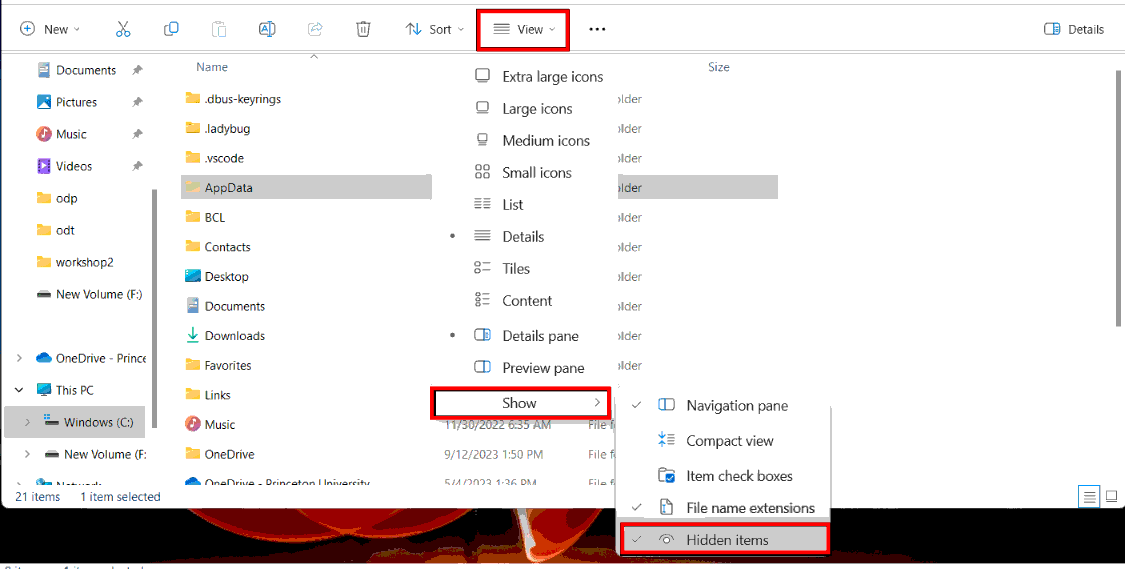 New
Sort
View
Details
Documents
Pictures
Music
Videos
odp
odt
workshop2
New Volume (F:)
OneDrive - Prince
This PC
Windows (C:)
New Volume (F:
Network
Name
Size
.dbus-keyrings
.ladybug
.vscode
AppData
BCL
Contacts
Desktop
Documents
Downloads
Favorites
Links
Music
11/30/2022 6:35 AM File f
OneDrive
9/12/2023 1:50 PM File fo
OneDrive - Princeton University
5/4/2023 1:36 PM File fo
older
older
older
older
older
older
older
older
older
older
Extra large icons
Large icons
Medium icons
Small icons
List
Details
Tiles
Content
Details pane
Preview pane
Show
Navigation pane
Compact view
Item check boxes
File name extensions
Hidden items
21 items 1 item selected